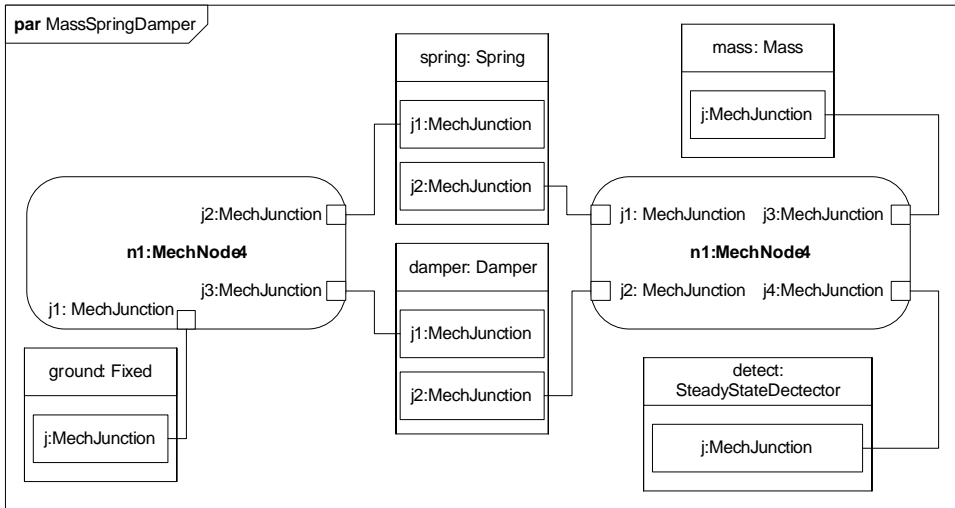 par MassSpringDamper
spring: Spring
j1:MechJunction
j2:MechJunction
mass: Mass
j:MechJunction
j2:MechJunction
n1:MechNode4
j3:MechJunction
j1: MechJunction
damper: Damper
j1:MechJunction
j2:MechJunction
j1: MechJunction
j3:MechJunction
n1:MechNode4
j2: MechJunction
j4:MechJunction
ground: Fixed
j:MechJunction
detect:
SteadyStateDectector
j:MechJunction